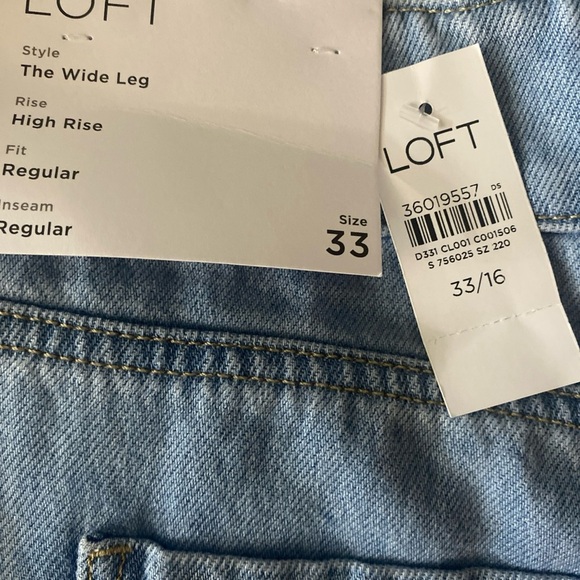 LOFT
Style
The Wide Leg
Rise
High Rise
Fit
Regular
Inseam
Regular
Size
33
LOFT
36019557 DS
D331 CL001 C001506
S 756025 SZ 220
33/16